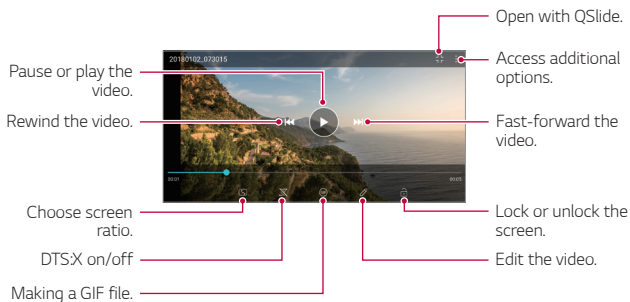 Open with QSlide.
20180102_073015
Access additional
options.
Pause or play the
video.
Rewind the video.
Fast-forward the
video.
00:01
00:05
Choose screen
ratio.
Lock or unlock the
screen.
DTS:X on/off
Edit the video.
Making a GIF file.